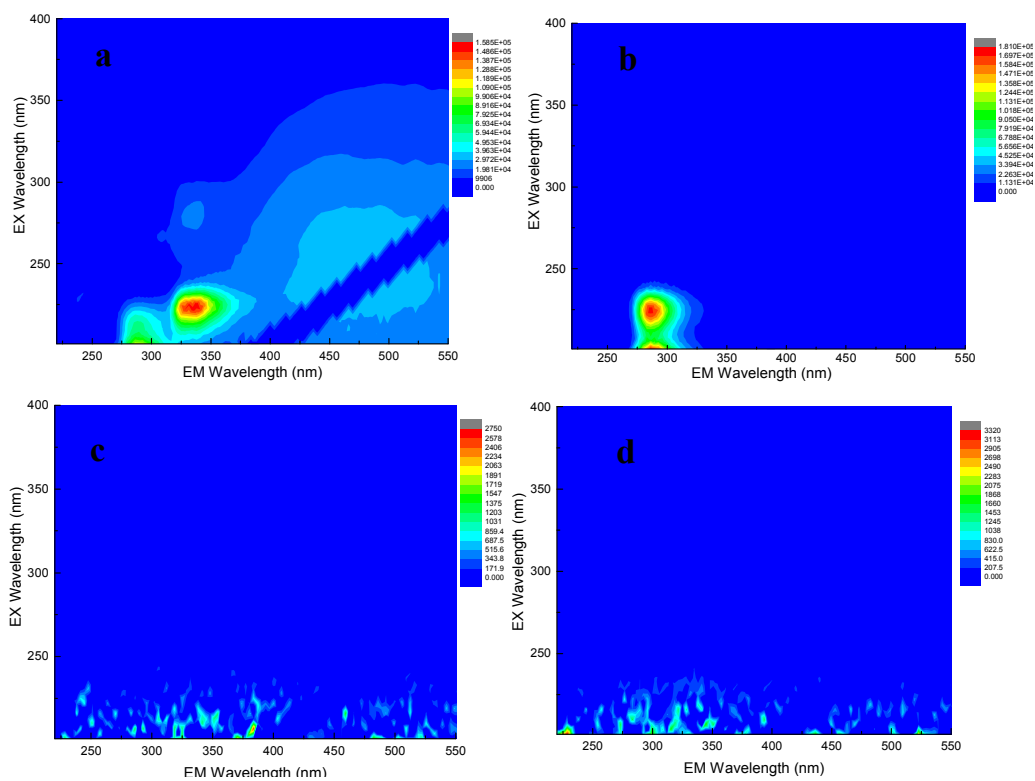 a
400
350
300
250
EX Wavelength (nm)
250 300 350 400 450 500 550
EM Wavelength (nm)
1.585E+05
1.486E+05
1.387E+05
1.288E+05
1.189E+05
1.090E+05
9.906E+04
8.916E+04
7.925E+04
6.934E+04
5.944E+04
4.953E+04
3.963E+04
2.972E+04
1.981E+04
9906
0.000
b
400
350
300
250
EX Wavelength (nm)
250 300 350 400 450 500 550
EM Wavelength (nm)
1.810E+05
1.697E+05
1.584E+05
1.471E+05
1.358E+05
1.244E+05
1.131E+05
1.018E+05
9.050E+04
7.919E+04
6.788E+04
5.656E+04
4.525E+04
3.394E+04
2.263E+04
1.131E+04
0.000
c
400
350
300
250
EX Wavelength (nm)
250 300 350 400 450 500 550
EM Wavelength (nm)
2750
2578
2406
2234
2063
1891
1719
1547
1375
1203
1031
859.4
687.5
515.6
343.8
171.9
0.000
d
400
350
300
250
EX Wavelength (nm)
250 300 350 400 450 500 550
EM Wavelength (nm)
3320
3113
2905
2698
2490
2283
2075
1868
1660
1453
1245
1038
830.0
622.5
415.0
207.5
0.000